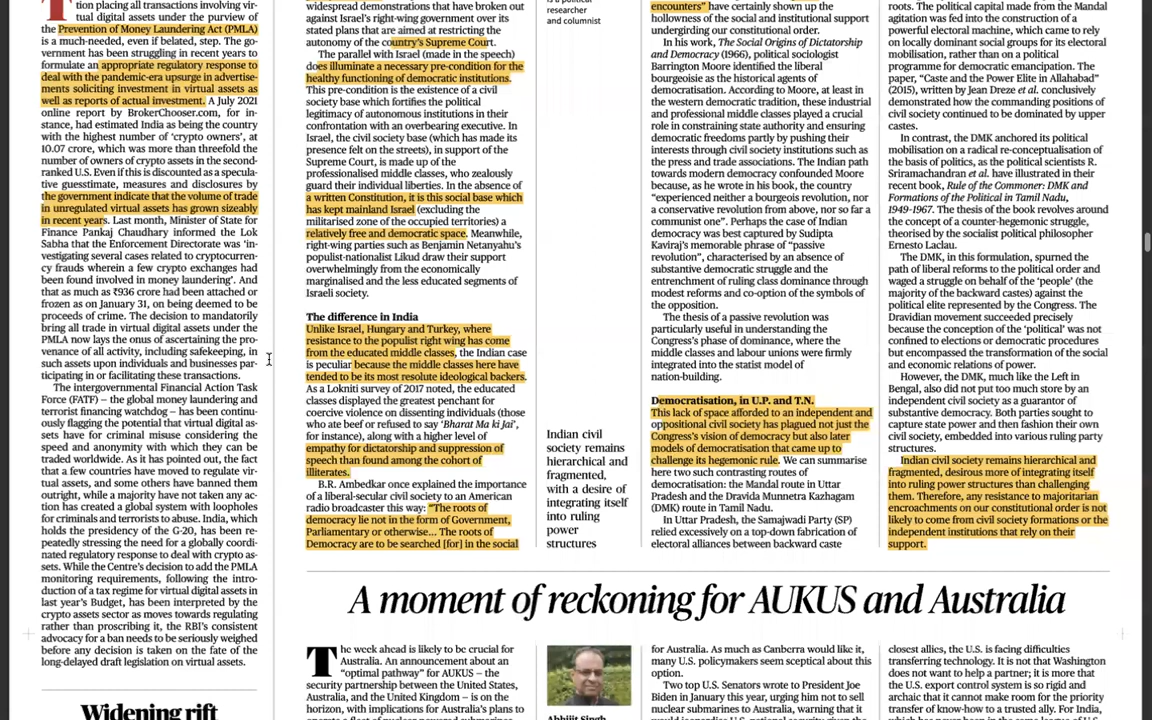 tion placing all transactions involving vir-
tual digital assets under the purview of
the Prevention of Money Laundering Act (PMLA)
is a much-needed, even if belated, step. The go-
vernment has been struggling in recent years to
formulate an appropriate regulatory response to
deal with the pandemic-era upsurge in advertise-
ments soliciting investment in virtual assets as
well as reports of actual investment. A July 2021
online report by BrokerChooser.com, for in-
stance, had estimated India as being the country
with the highest number of ‘crypto owners’, at
10.07 crore, which was more than threefold the
number of owners of crypto assets in the second-
ranked U.S. Even if this is discounted as a specula-
tive guesstimate, measures and disclosures by
the government indicate that the volume of trade
in unregulated virtual assets has grown sizeably
in recent years. Last month, Minister of State for
Finance Pankaj Chaudhary informed the Lok
Sabha that the Enforcement Directorate was ‘in-
vestigating several cases related to cryptocurren-
cy frauds wherein a few crypto exchanges had
been found involved in money laundering’. And
that as much as ₹936 crore had been attached or
frozen as on January 31, on being deemed to be
proceeds of crime. The decision to mandatorily
bring all trade in virtual digital assets under the
PMLA now lays the onus of ascertaining the pro-
venance of all activity, including safekeeping, in
such assets upon individuals and businesses par-
ticipating in or facilitating these transactions.
The intergovernmental Financial Action Task
Force (FATF) – the global money laundering and
terrorist financing watchdog – has been continu-
ously flagging the potential that virtual digital as-
sets have for criminal misuse considering the
speed and anonymity with which they can be
traded worldwide. As it has pointed out, the fact
that a few countries have moved to regulate vir-
tual assets, and some others have banned them
outright, while a majority have not taken any ac-
tion has created a global system with loopholes
for criminals and terrorists to abuse. India, which
holds the presidency of the G-20, has been re-
peatedly stressing the need for a globally coordi-
nated regulatory response to deal with crypto as-
sets. While the Centre’s decision to add the PMLA
monitoring requirements, following the intro-
duction of a tax regime for virtual digital assets in
last year’s Budget, has been interpreted by the
crypto assets sector as moves towards regulating
rather than proscribing it, the RBI’s consistent
advocacy for a ban needs to be seriously weighed
before any decision is taken on the fate of the
long-delayed draft legislation on virtual assets.
Widening rift
widespread demonstrations that have broken out
against Israel’s right-wing government over its
stated plans that are aimed at restricting the
autonomy of the country’s Supreme Court.
The parallel with Israel (made in the speech)
does illuminate a necessary pre-condition for the
healthy functioning of democratic institutions.
This pre-condition is the existence of a civil
society base which fortifies the political
legitimacy of autonomous institutions in their
confrontation with an overbearing executive. In
Israel, the civil society base (which has made its
presence felt on the streets), in support of the
Supreme Court, is made up of the
professionalised middle classes, who zealously
guard their individual liberties. In the absence of
a written Constitution, it is this social base which
has kept mainland Israel (excluding the
militarised zone of the occupied territories) a
relatively free and democratic space. Meanwhile,
right-wing parties such as Benjamin Netanyahu’s
populist-nationalist Likud draw their support
overwhelmingly from the economically
marginalised and the less educated segments of
Israeli society.
The difference in India
Unlike Israel, Hungary and Turkey, where
resistance to the populist right wing has come
from the educated middle classes, the Indian case
is peculiar because the middle classes here have
tended to be its most resolute ideological backers.
As a Lokniti survey of 2017 noted, the educated
classes displayed the greatest penchant for
coercive violence on dissenting individuals (those
who ate beef or refused to say ‘Bharat Ma ki Jai’,
for instance), along with a higher level of
empathy for dictatorship and suppression of
speech than found among the cohort of
illiterates.
B.R. Ambedkar once explained the importance
of a liberal-secular civil society to an American
radio broadcaster this way: “The roots of
democracy lie not in the form of Government,
Parliamentary or otherwise... The roots of
Democracy are to be searched [for] in the social
researcher
and columnist
Indian civil
society remains
hierarchical and
fragmented,
with a desire of
integrating itself
into ruling
power
structures
encounters” have certainly shown up the
hollowness of the social and institutional support
undergirding our constitutional order.
In his work, The Social Origins of Dictatorship
and Democracy (1966), political sociologist
Barrington Moore identified the liberal
bourgeoisie as the historical agents of
democratisation. According to Moore, at least in
the western democratic tradition, these industrial
and professional middle classes played a crucial
role in constraining state authority and ensuring
democratic freedoms partly by pushing their
interests through civil society institutions such as
the press and trade associations. The Indian path
towards modern democracy confounded Moore
because, as he wrote in his book, the country
“experienced neither a bourgeois revolution, nor
a conservative revolution from above, nor so far a
communist one”. Perhaps the case of Indian
democracy was best captured by Sudipta
Kaviraj’s memorable phrase of “passive
revolution”, characterised by an absence of
substantive democratic struggle and the
entrenchment of ruling class dominance through
modest reforms and co-option of the symbols of
the opposition.
The thesis of a passive revolution was
particularly useful in understanding the
Congress’s phase of dominance, where the
middle classes and labour unions were firmly
integrated into the statist model of
nation-building.
Democratisation, in U.P. and T.N.
This lack of space afforded to an independent and
oppositional civil society has plagued not just the
Congress’s vision of democracy but also later
models of democratisation that came up to
challenge its hegemonic rule. We can summarise
here two such contrasting routes of
democratisation: the Mandal route in Uttar
Pradesh and the Dravida Munnetra Kazhagam
(DMK) route in Tamil Nadu.
In Uttar Pradesh, the Samajwadi Party (SP)
relied excessively on a top-down fabrication of
electoral alliances between backward caste
roots. The political capital made from the Mandal
agitation was fed into the construction of a
powerful electoral machine, which came to rely
on locally dominant social groups for its electoral
mobilisation, rather than on a political
programme for democratic emancipation. The
paper, “Caste and the Power Elite in Allahabad”
(2015), written by Jean Dreze et al. conclusively
demonstrated how the commanding positions of
civil society continued to be dominated by upper
castes.
In contrast, the DMK anchored its political
mobilisation on a radical re-conceptualisation of
the basis of politics, as the political scientists R.
Sriramachandran et al. have illustrated in their
recent book, Rule of the Commoner: DMK and
Formations of the Political in Tamil Nadu,
1949-1967. The thesis of the book revolves around
the concept of a counter-hegemonic struggle,
theorised by the socialist political philosopher
Ernesto Laclau.
The DMK, in this formulation, spurned the
path of liberal reforms to the political order and
waged a struggle on behalf of the ‘people’ (the
majority of the backward castes) against the
political elite represented by the Congress. The
Dravidian movement succeeded precisely
because the conception of the ‘political’ was not
confined to elections or democratic procedures
but encompassed the transformation of the social
and economic relations of power.
However, the DMK, much like the Left in
Bengal, also did not put too much store by an
independent civil society as a guarantor of
substantive democracy. Both parties sought to
capture state power and then fashion their own
civil society, embedded into various ruling party
structures.
Indian civil society remains hierarchical and
fragmented, desirous more of integrating itself
into ruling power structures than challenging
them. Therefore, any resistance to majoritarian
encroachments on our constitutional order is not
likely to come from civil society formations or the
independent institutions that rely on their
support.
A moment of reckoning for AUKUS and Australia
The week ahead is likely to be crucial for
Australia. An announcement about an
“optimal pathway” for AUKUS – the
security partnership between the United States,
Australia, and the United Kingdom – is on the
horizon, with implications for Australia’s plans to
Abhijit Singh
for Australia. As much as Canberra would like it,
many U.S. policymakers seem sceptical about this
option.
Two top U.S. Senators wrote to President Joe
Biden in January this year, urging him not to sell
nuclear submarines to Australia, warning that it
closest allies, the U.S. is facing difficulties
transferring technology. It is not that Washington
does not want to help a partner; it is more that
the U.S. export control system is so rigid and
archaic that it cannot make room for the priority
transfer of know-how to a trusted ally. For India,